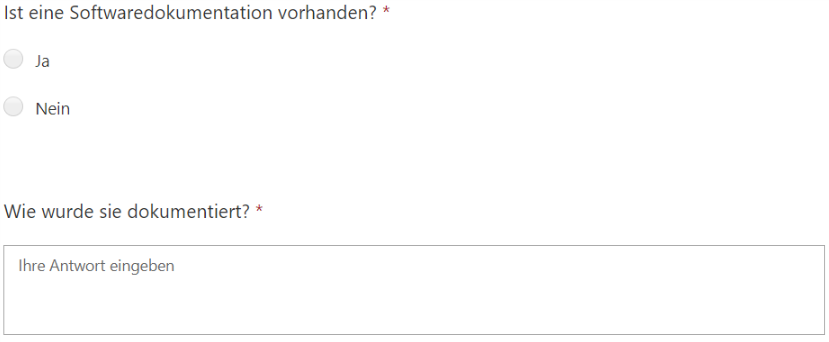 Ist eine Softwaredokumentation vorhanden? *
Ja
Nein
Wie wurde sie dokumentiert? *
Ihre Antwort eingeben